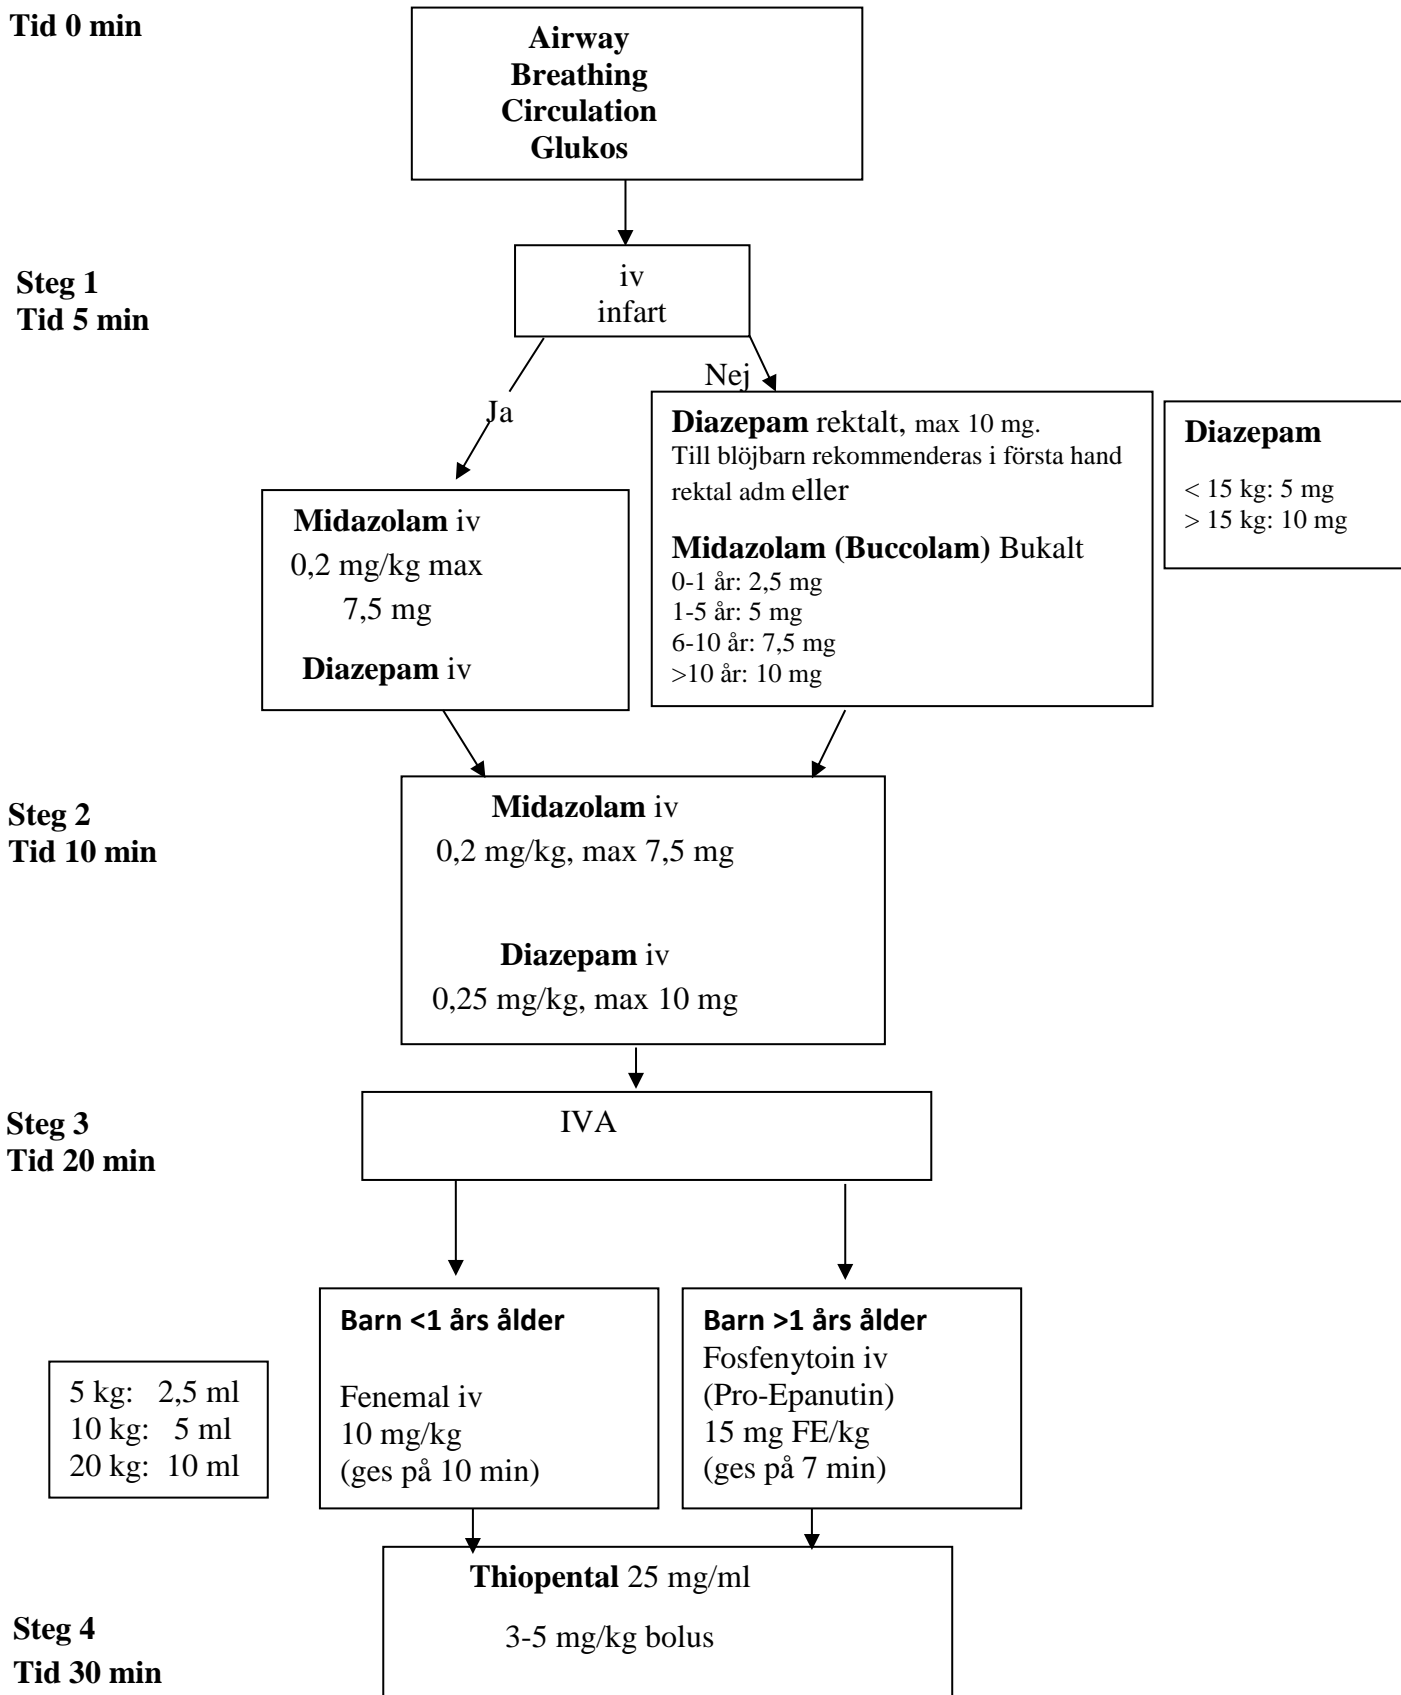 Tid 0 min
Airway
Breathing
Circulation
Glukos
Steg 1
Tid 5 min
iv
infart
Ja
Nej
Midazolam iv
0,2 mg/kg max
7,5 mg
Diazepam iv
Diazepam rektalt, max 10 mg.
Till blöjbarn rekommenderas i första hand
rektal adm eller
Midazolam (Buccolam) Bukalt
0-1 år: 2,5 mg
1-5 år: 5 mg
6-10 år: 7,5 mg
>10 år: 10 mg
Diazepam
< 15 kg: 5 mg
> 15 kg: 10 mg
Steg 2
Tid 10 min
Midazolam iv
0,2 mg/kg, max 7,5 mg
Diazepam iv
0,25 mg/kg, max 10 mg
Steg 3
Tid 20 min
IVA
5 kg: 2,5 ml
10 kg: 5 ml
20 kg: 10 ml
Barn <1 års ålder
Fenemal iv
10 mg/kg
(ges på 10 min)
Barn >1 års ålder
Fosfenytoin iv
(Pro-Epanutin)
15 mg FE/kg
(ges på 7 min)
Steg 4
Tid 30 min
Thiopental 25 mg/ml
3-5 mg/kg bolus